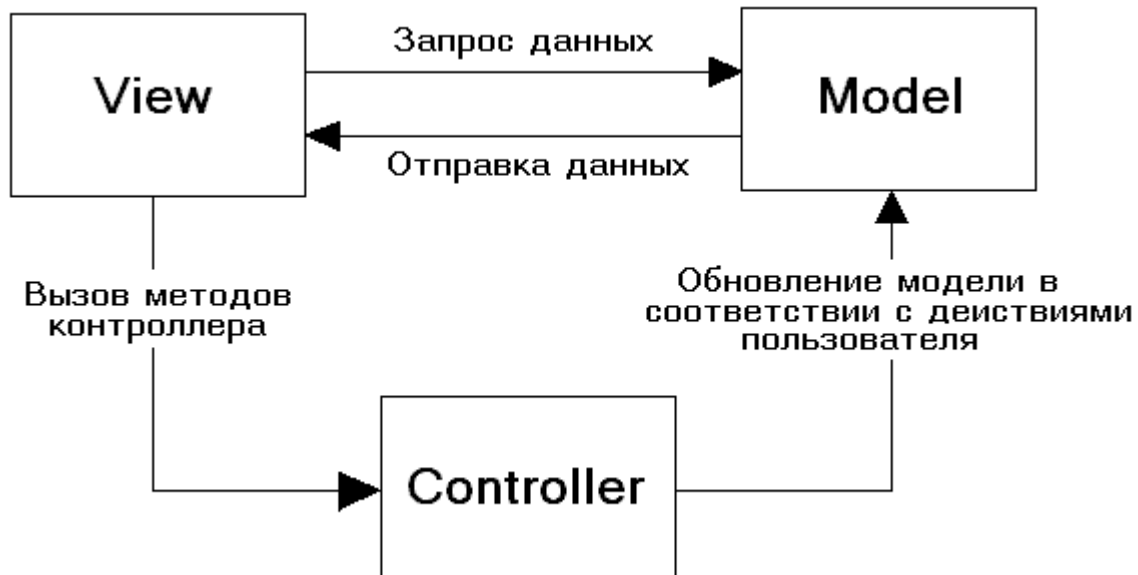 Запрос данных
View
Model
Отправка данных
Вызов методов
контроллера
Обновление модели в
соответствии с деиствиями
пользователя
Controller